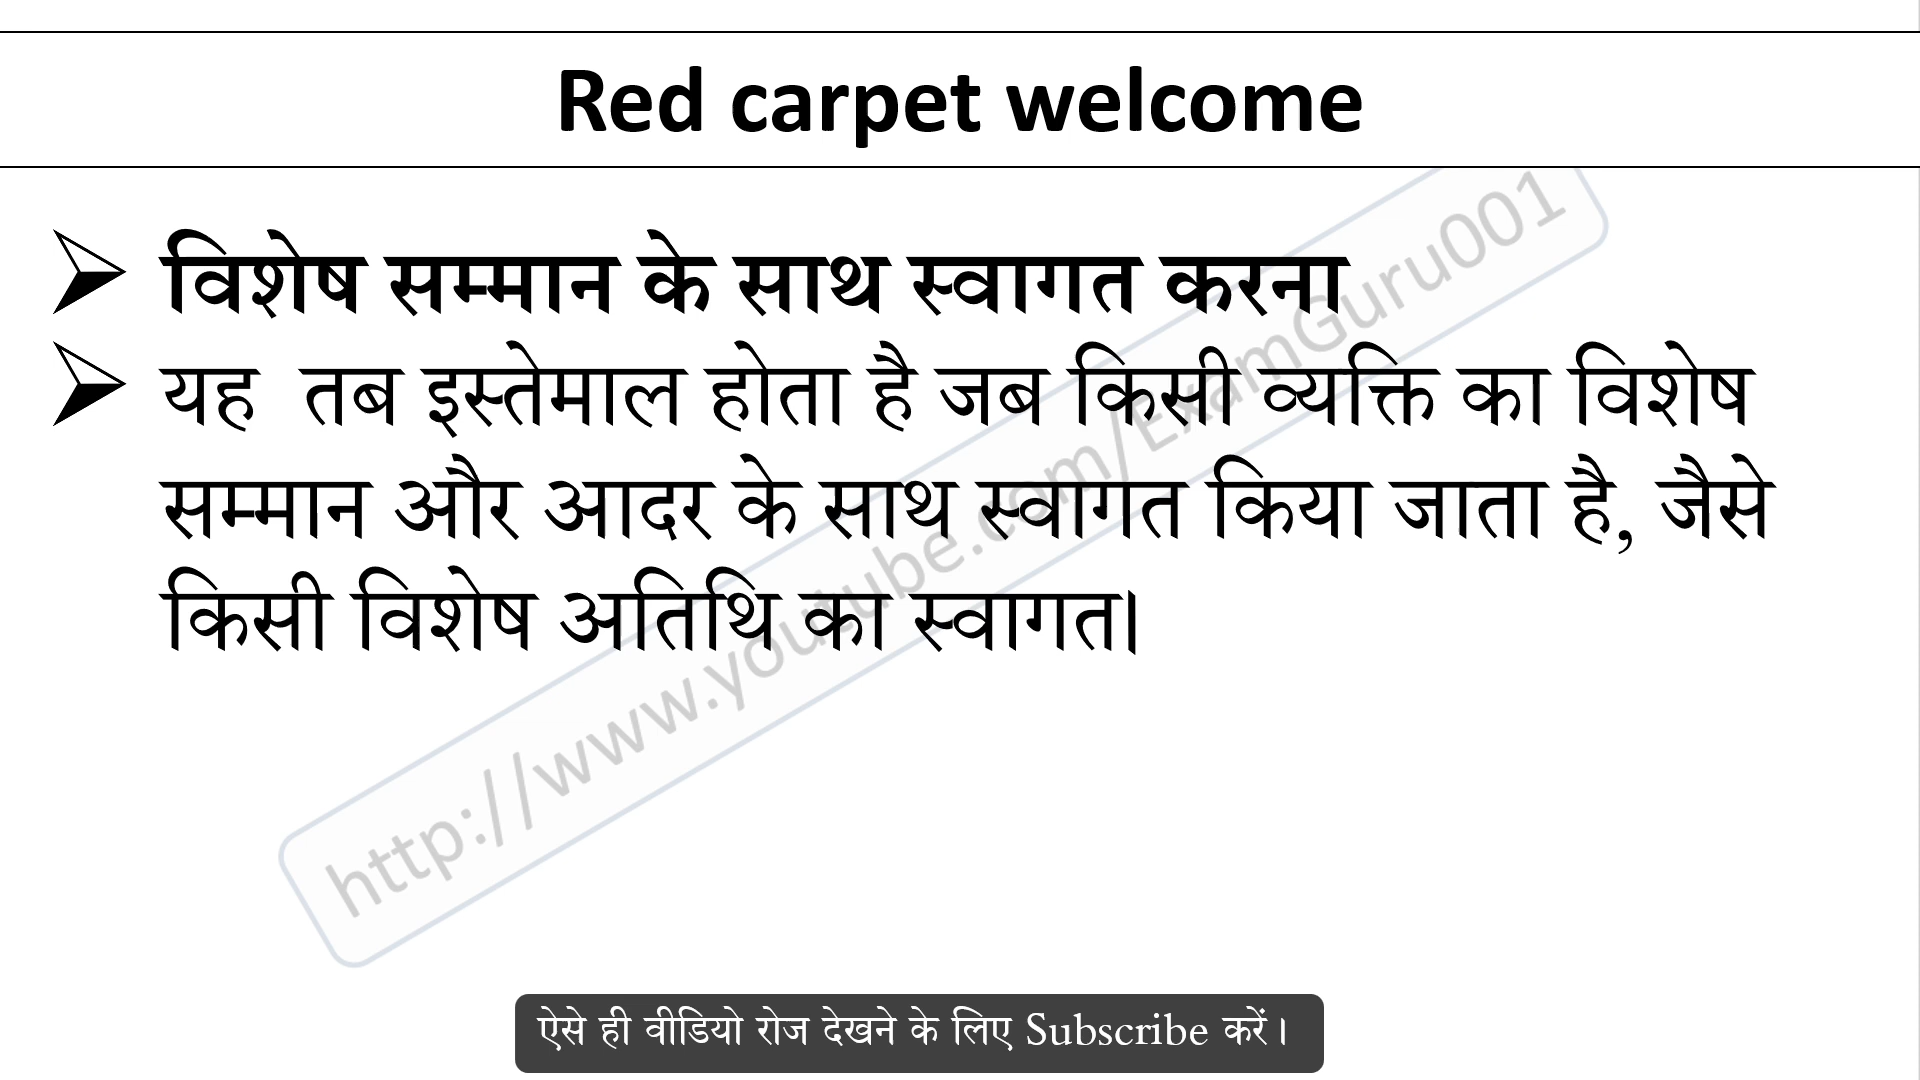 Red carpet welcome
विशेष सम्मान के साथ स्वागत करना
यह तब इस्तेमाल होता है जब किसी व्यक्ति का विशेष
सम्मान और आदर के साथ स्वागत किया जाता है, जैसे
किसी विशेष अतिथि का स्वागत।
http://www.youtube.com/ExamGuru001
ऐसे ही वीडियो रोज देखने के लिए Subscribe करें।